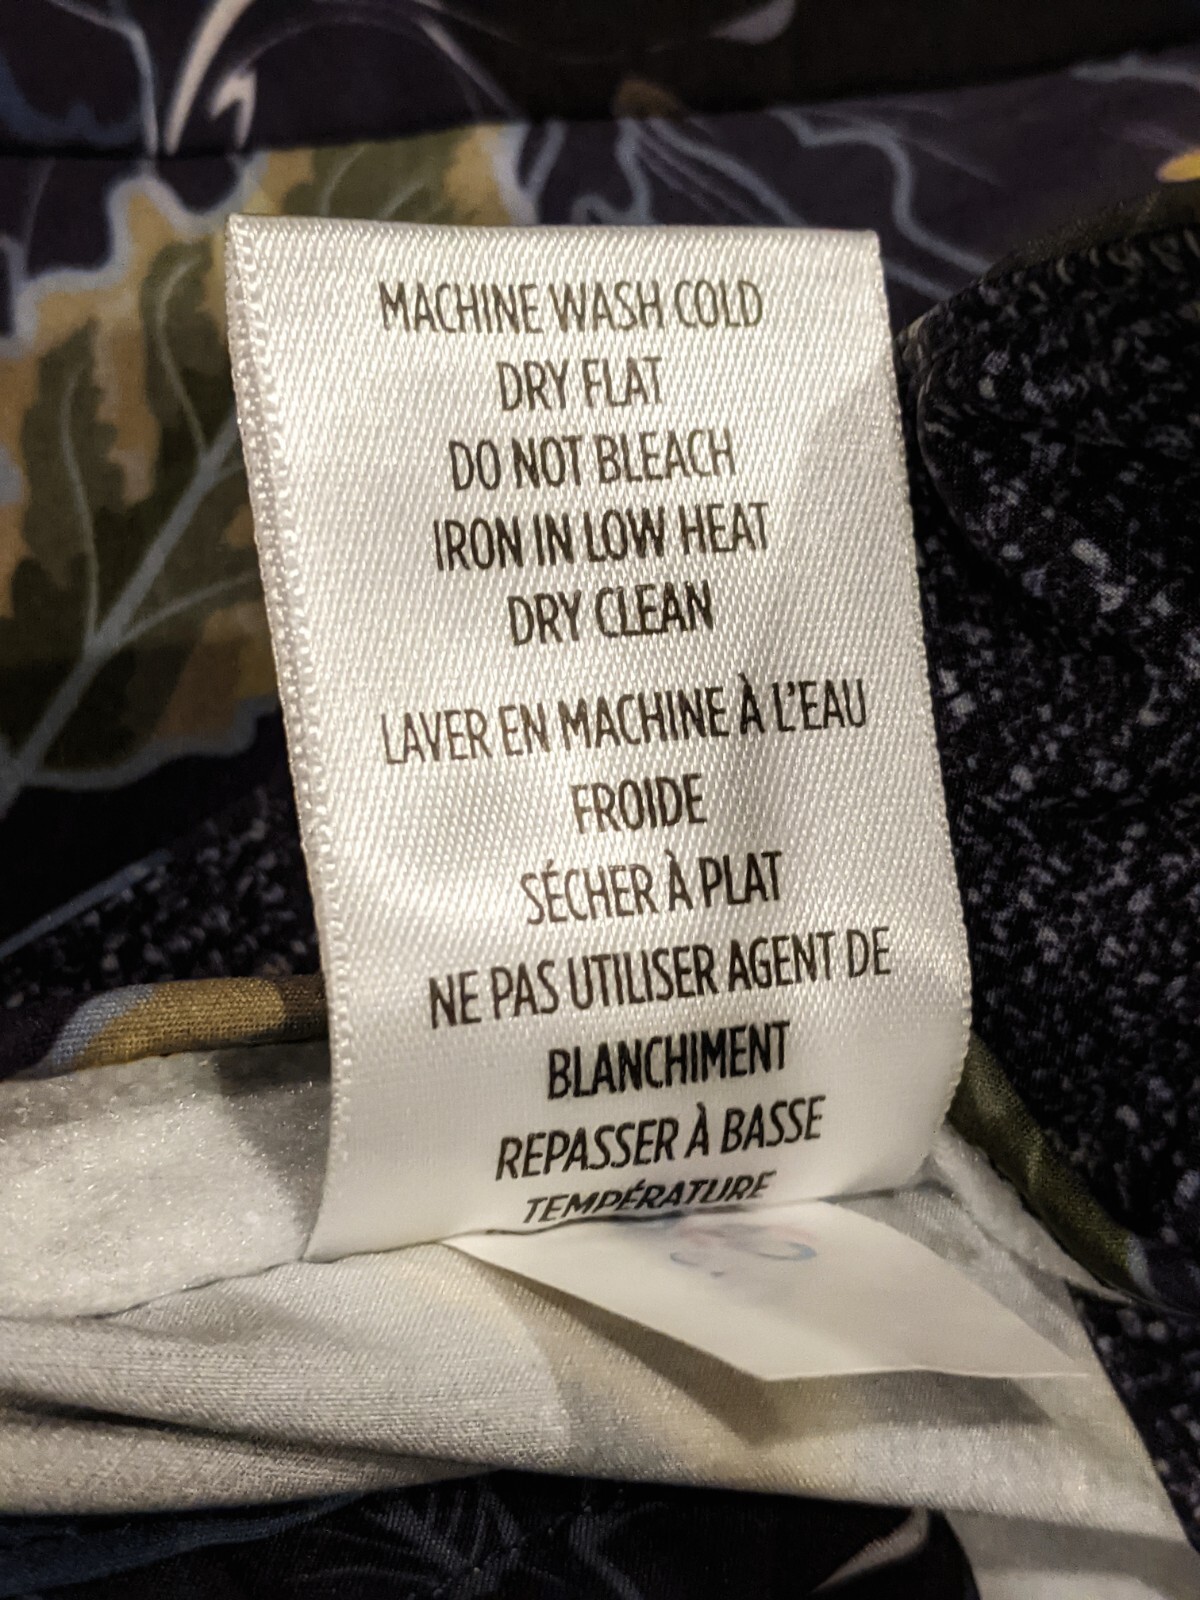 MACHINE WASH COLD
DRY FLAT
DO NOT BLEACH
IRON IN LOW HEAT
DRY CLEAN
LAVER EN MACHINE À L'EAU
FROIDE
SÉCHER À PLAT
NE PAS UTILISER AGENT DE
BLANCHIMENT
REPASSER À BASSE
TEMPÉRATURE